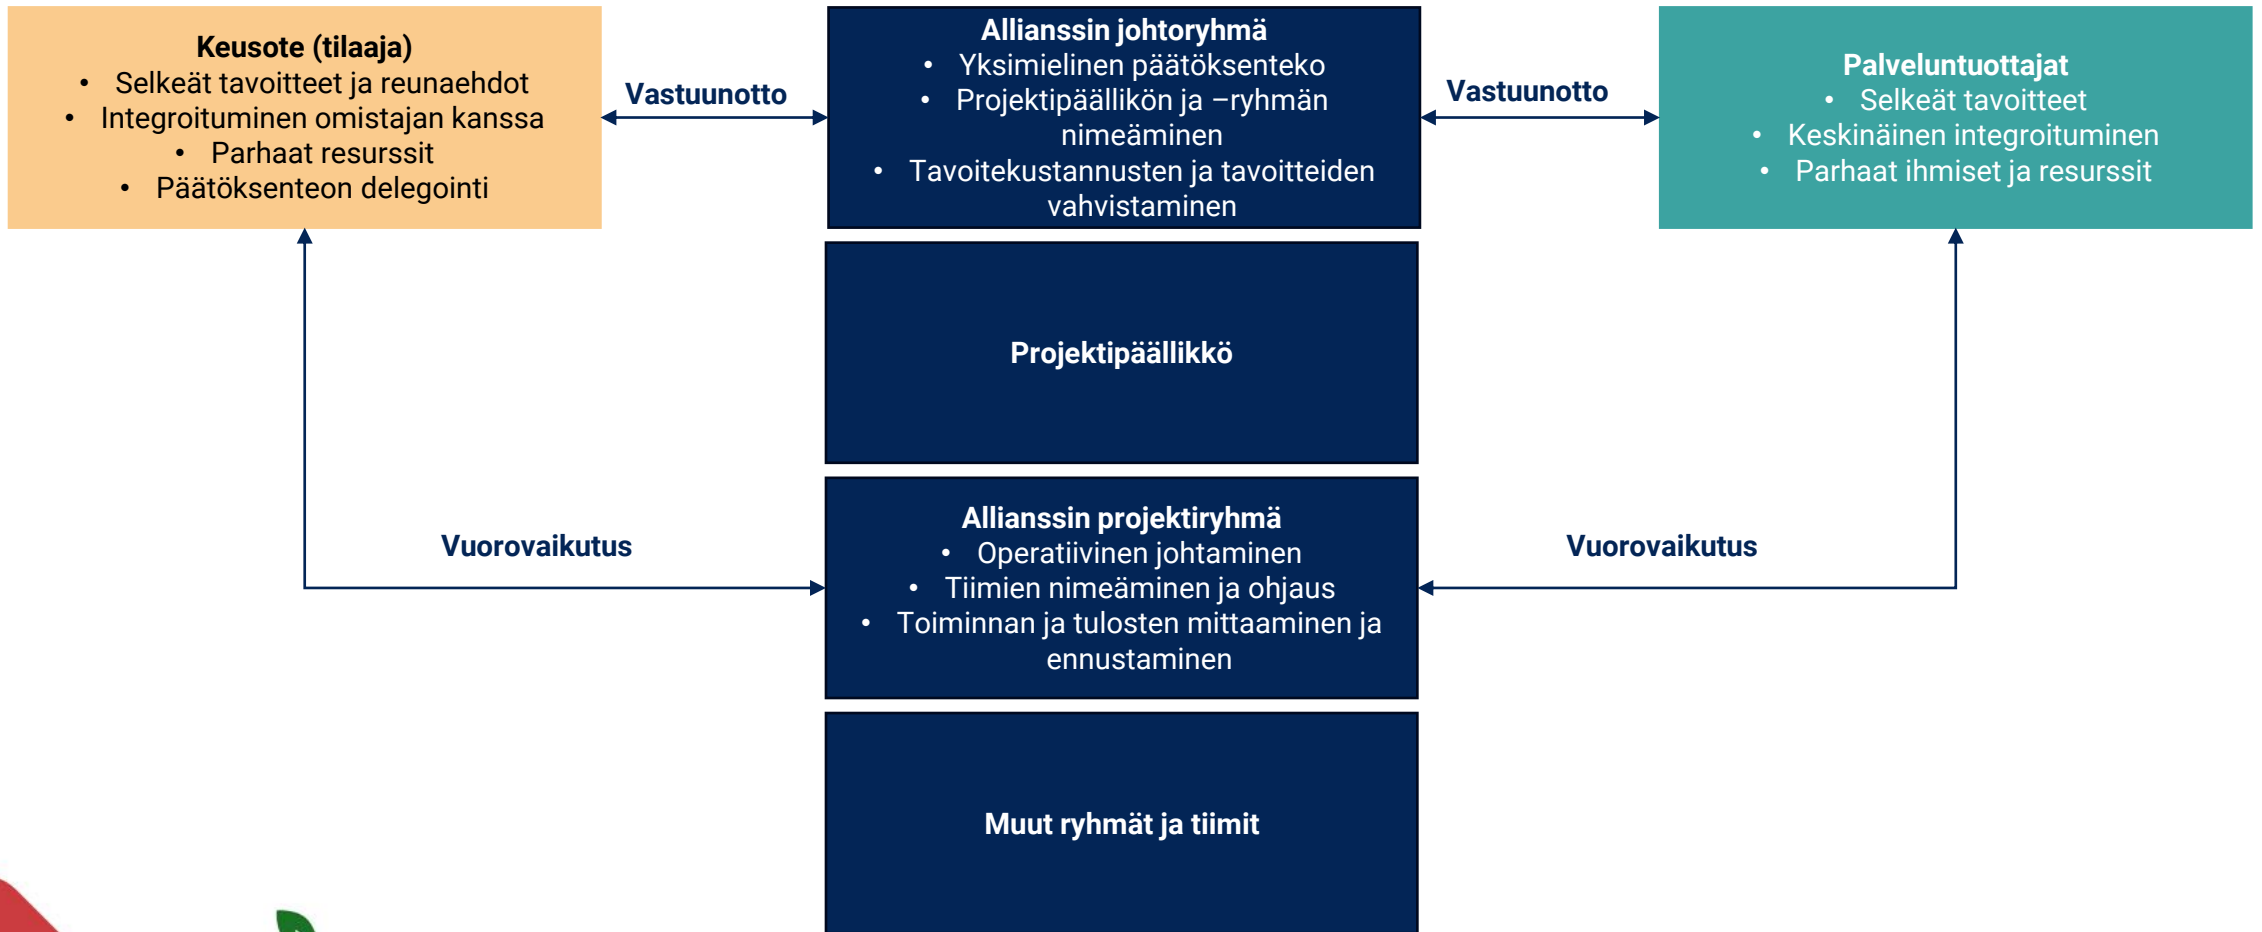 Keusote (tilaaja)
• Selkeät tavoitteet ja reunaehdot
• Integroituminen omistajan kanssa
• Parhaat resurssit
• Päätöksenteon delegointi
Vastuunotto
Allianssin johtoryhmä
• Yksimielinen päätöksenteko
• Projektipäällikön ja –ryhmän
nimeäminen
• Tavoitekustannusten ja tavoitteiden
vahvistaminen
Vastuunotto
Palveluntuottajat
• Selkeät tavoitteet
• Keskinäinen integroituminen
• Parhaat ihmiset ja resurssit
Projektipäällikkö
Vuorovaikutus
Allianssin projektiryhmä
• Operatiivinen johtaminen
• Tiimien nimeäminen ja ohjaus
• Toiminnan ja tulosten mittaaminen ja
ennustaminen
Vuorovaikutus
Muut ryhmät ja tiimit